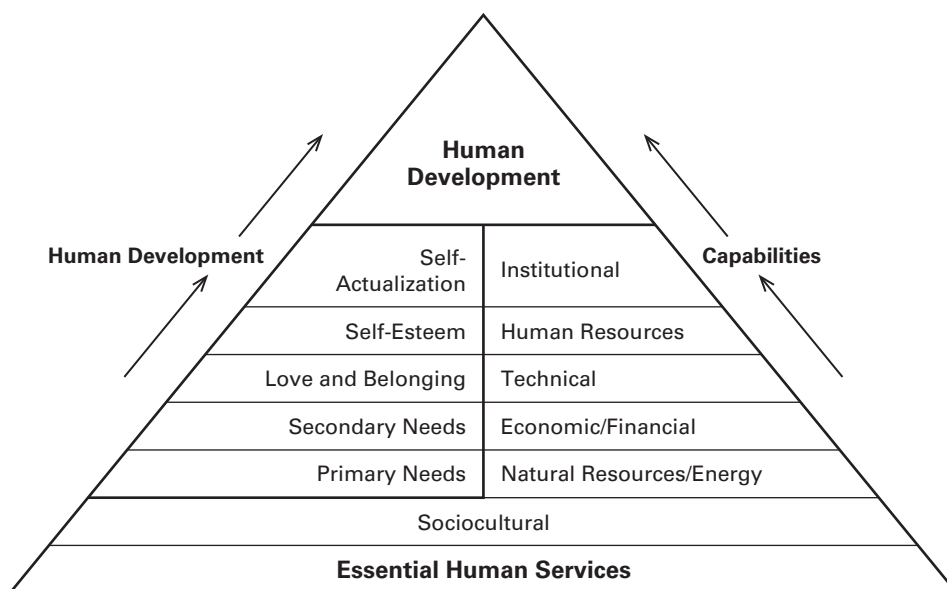 Human
Development
Human Development
Capabilities
Self-
Actualization
Institutional
Self-Esteem
Human Resources
Love and Belonging
Technical
Secondary Needs
Economic/Financial
Primary Needs
Natural Resources/Energy
Sociocultural
Essential Human Services